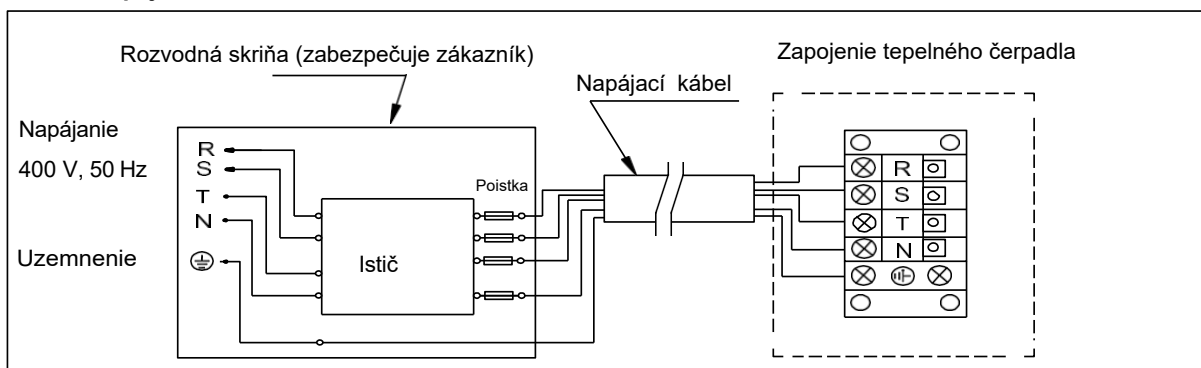 Rozvodná skriňa (zabezpečuje zákazník)
Zapojenie tepelného čerpadla
Napájací kábel
Napájanie
400 V, 50 Hz
R
S
T
N
Uzemnenie
Istič
Poistka
R
S
T
N